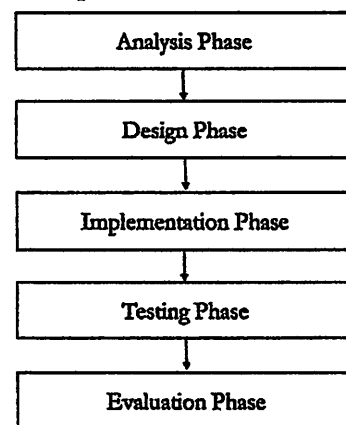 Analysis Phase
Design Phase
Implementation Phase
Testing Phase
Evaluation Phase